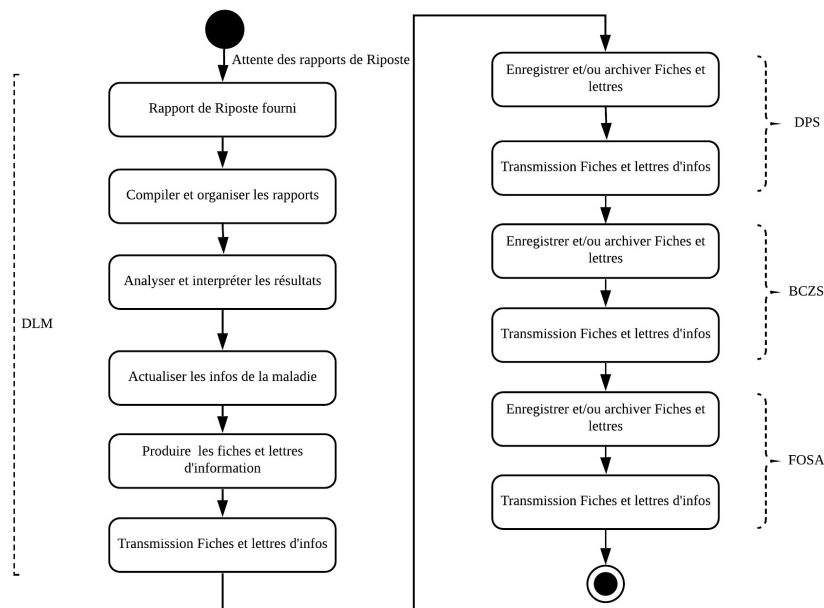 Attente des rapports de Riposte
Rapport de Riposte fourni
Compiler et organiser les rapports
Analyser et interpréter les résultats
DLM
Actualiser les infos de la maladie
Produire les fiches et lettres
d'information
Transmission Fiches et lettres d'infos
Enregistrer et/ou archiver Fiches et
lettres
DPS
Transmission Fiches et lettres d'infos
Enregistrer et/ou archiver Fiches et
lettres
BCZS
Transmission Fiches et lettres d'infos
Enregistrer et/ou archiver Fiches et
lettres
FOSA
Transmission Fiches et lettres d'infos